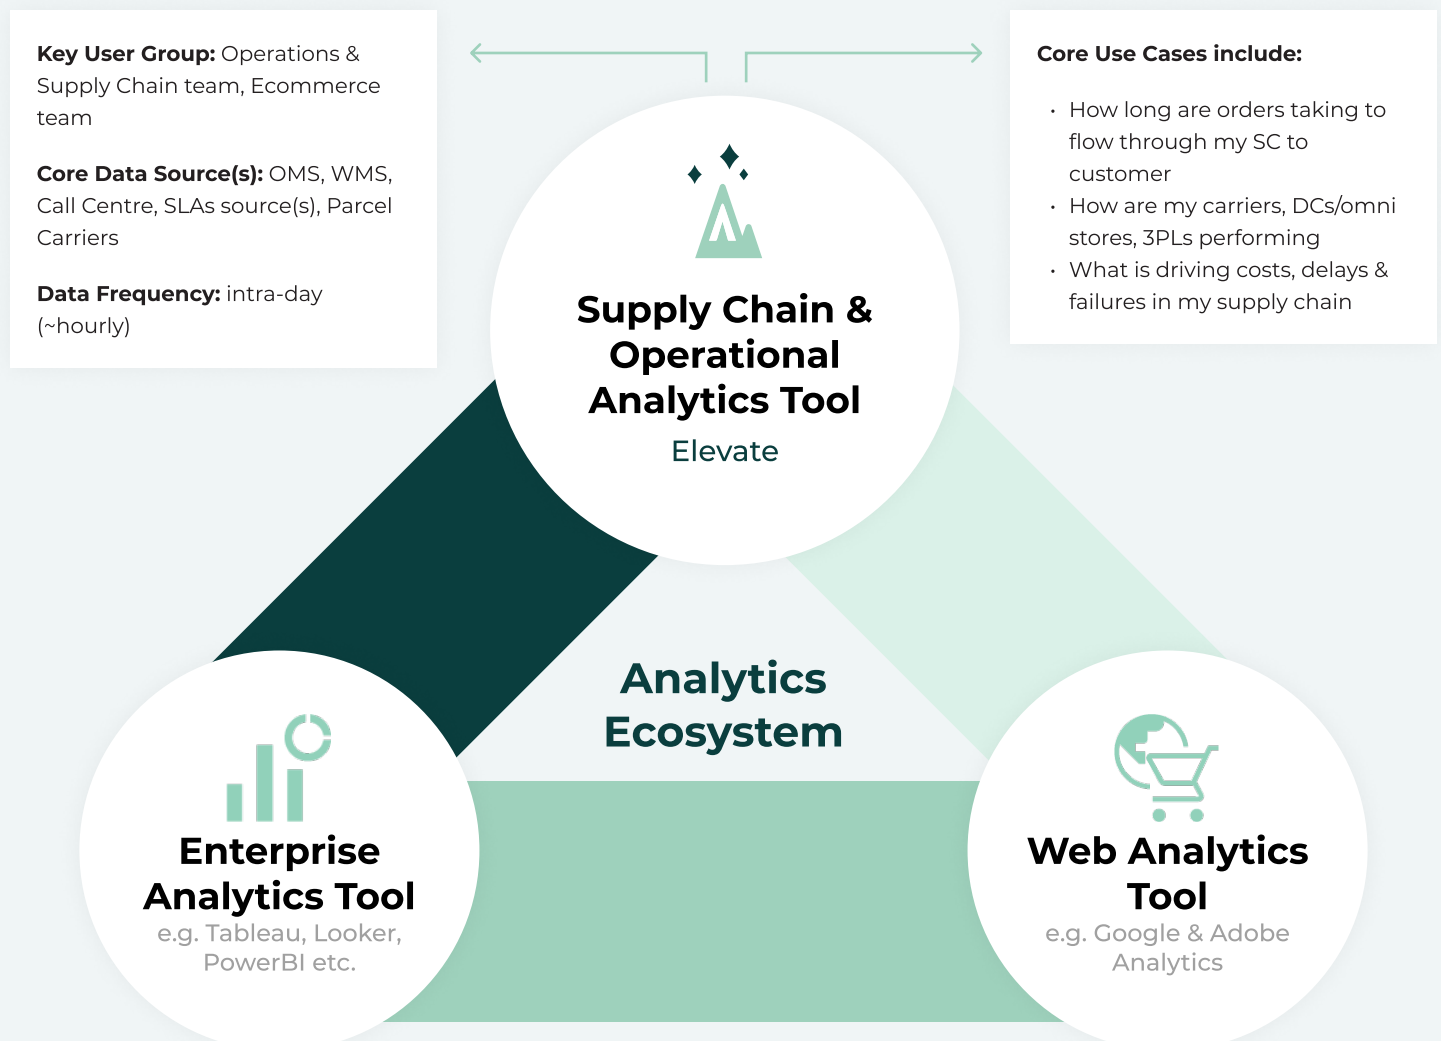 Key User Group: Operations &
Supply Chain team, Ecommerce
team
Core Data Source(s): OMS, WMS,
Call Centre, SLAs source(s), Parcel
Carriers
Data Frequency: intra-day
(~hourly)
Core Use Cases include:
• How long are orders taking to
flow through my SC to
customer
• How are my carriers, DCs/omni
stores, 3PLs performing
• What is driving costs, delays &
failures in my supply chain
Supply Chain &
Operational
Analytics Tool
Elevate
Analytics
Ecosystem
Enterprise
Analytics Tool
e.g. Tableau, Looker,
PowerBI etc.
Web Analytics
Tool
e.g. Google & Adobe
Analytics